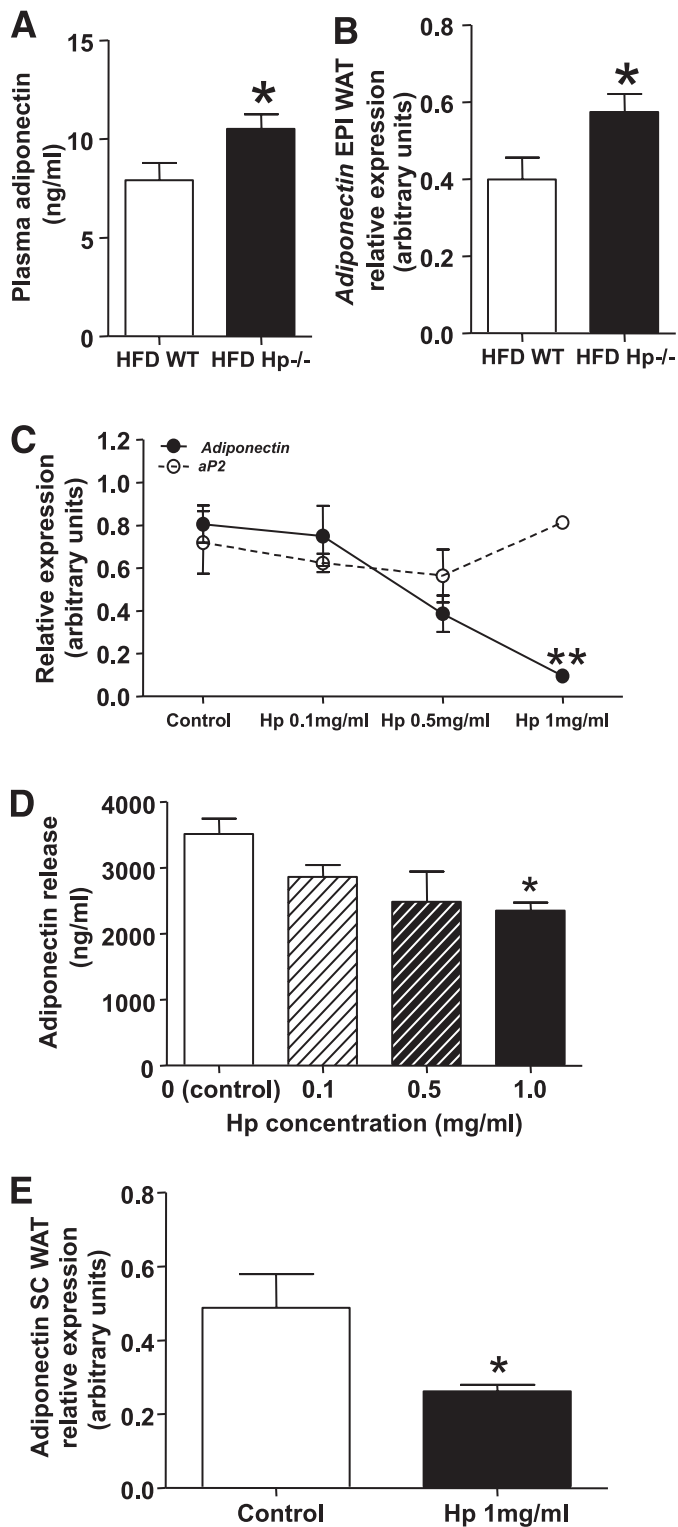 A
Plasma adiponectin
(ng/ml)
15
10
5
0
*
HFD WT HFD Hp-/-
B
Adiponectin EPI WAT
relative expression
(arbitrary units)
0.8
0.6
0.4
0.2
0.0
*
HFD WT HFD Hp-/-
C
Relative expression
(arbitrary units)
1.2
1.0
0.8
0.6
0.4
0.2
0.0
Adiponectin
aP2
**
Control Hp 0.1mg/ml Hp 0.5mg/ml Hp 1mg/ml
D
Adiponectin release
(ng/ml)
4000
3000
2000
1000
0
*
0 (control) 0.1 0.5 1.0
Hp concentration (mg/ml)
E
Adiponectin SC WAT
relative expression
(arbitrary units)
0.8
0.6
0.4
0.2
0.0
*
Control Hp 1mg/ml